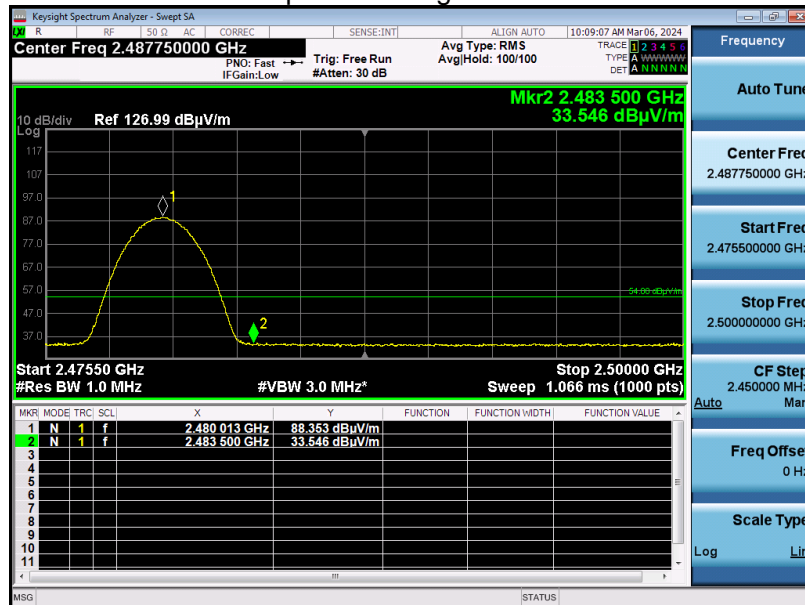 Keysight Spectrum Analyzer - Swept SA
LXI R RF 50 Ω AC CORREC SENSE:INT ALIGN AUTO 10:09:07 AM Mar 06, 2024
Center Freq 2.487750000 GHz
PNO: Fast
IFGain:Low
Trig: Free Run
#Atten: 30 dB
Avg Type: RMS
Avg|Hold: 100/100
TRACE 1 2 3 4 5 6
TYPE A WWWWW
DET A N N N N N
Mkr2 2.483 500 GHz
33.546 dBµV/m
10 dB/div Ref 126.99 dBµV/m
Log
117
107
97.0
87.0
77.0
67.0
57.0
47.0
37.0
1
2
54.00 dBµV/m
Start 2.47550 GHz Stop 2.50000 GHz
#Res BW 1.0 MHz #VBW 3.0 MHz* Sweep 1.066 ms (1000 pts)
MKR MODE TRC SCL X Y FUNCTION FUNCTION WIDTH FUNCTION VALUE
1 N 1 f 2.480 013 GHz 88.353 dBµV/m
2 N 1 f 2.483 500 GHz 33.546 dBµV/m
3
4
5
6
7
8
9
10
11
MSG STATUS
Frequency
Auto Tune
Center Freq
2.487750000 GHz
Start Freq
2.475500000 GHz
Stop Freq
2.500000000 GHz
CF Step
2.450000 MHz
Auto Man
Freq Offset
0 Hz
Scale Type
Log Lin